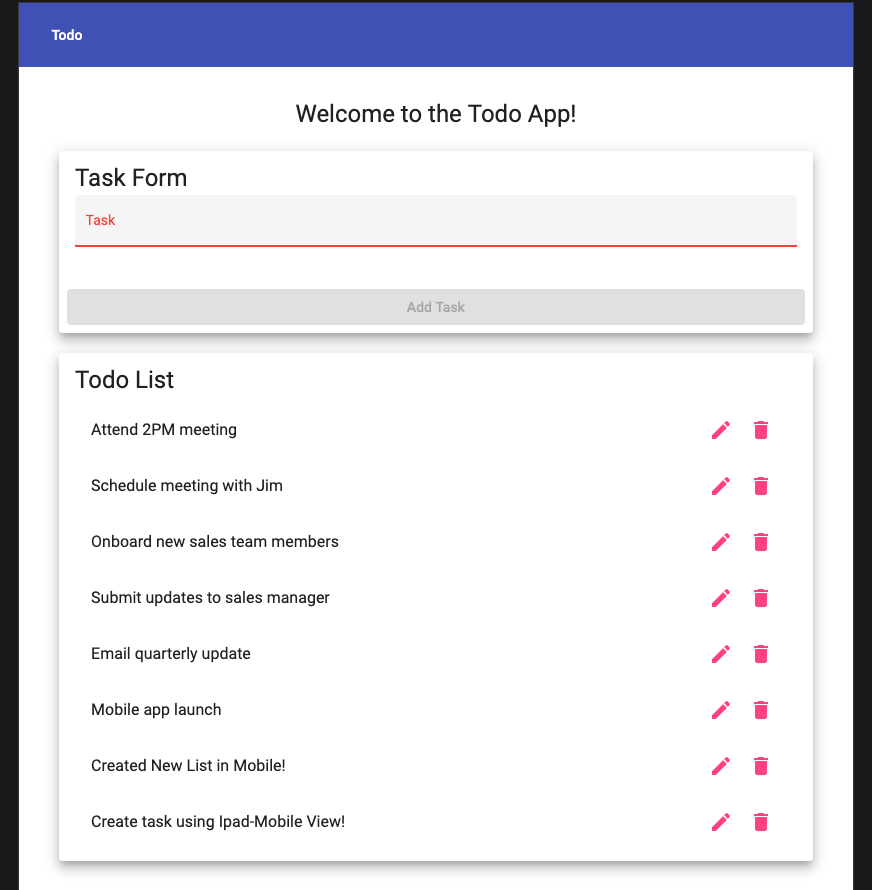 Todo
Welcome to the Todo App!
Task Form
Task
Add Task
Todo List
Attend 2PM meeting
Schedule meeting with Jim
Onboard new sales team members
Submit updates to sales manager
Email quarterly update
Mobile app launch
Created New List in Mobile!
Create task using Ipad-Mobile View!